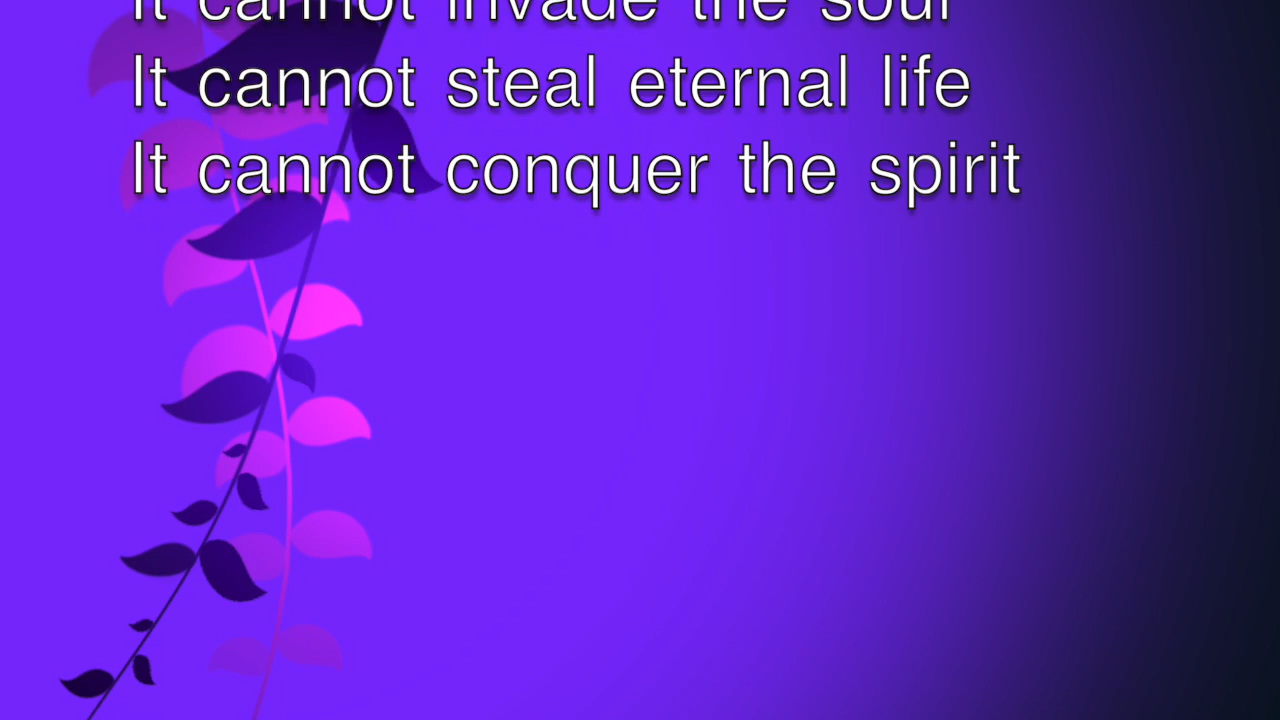 It cannot invade the soul
It cannot steal eternal life
It cannot conquer the spirit